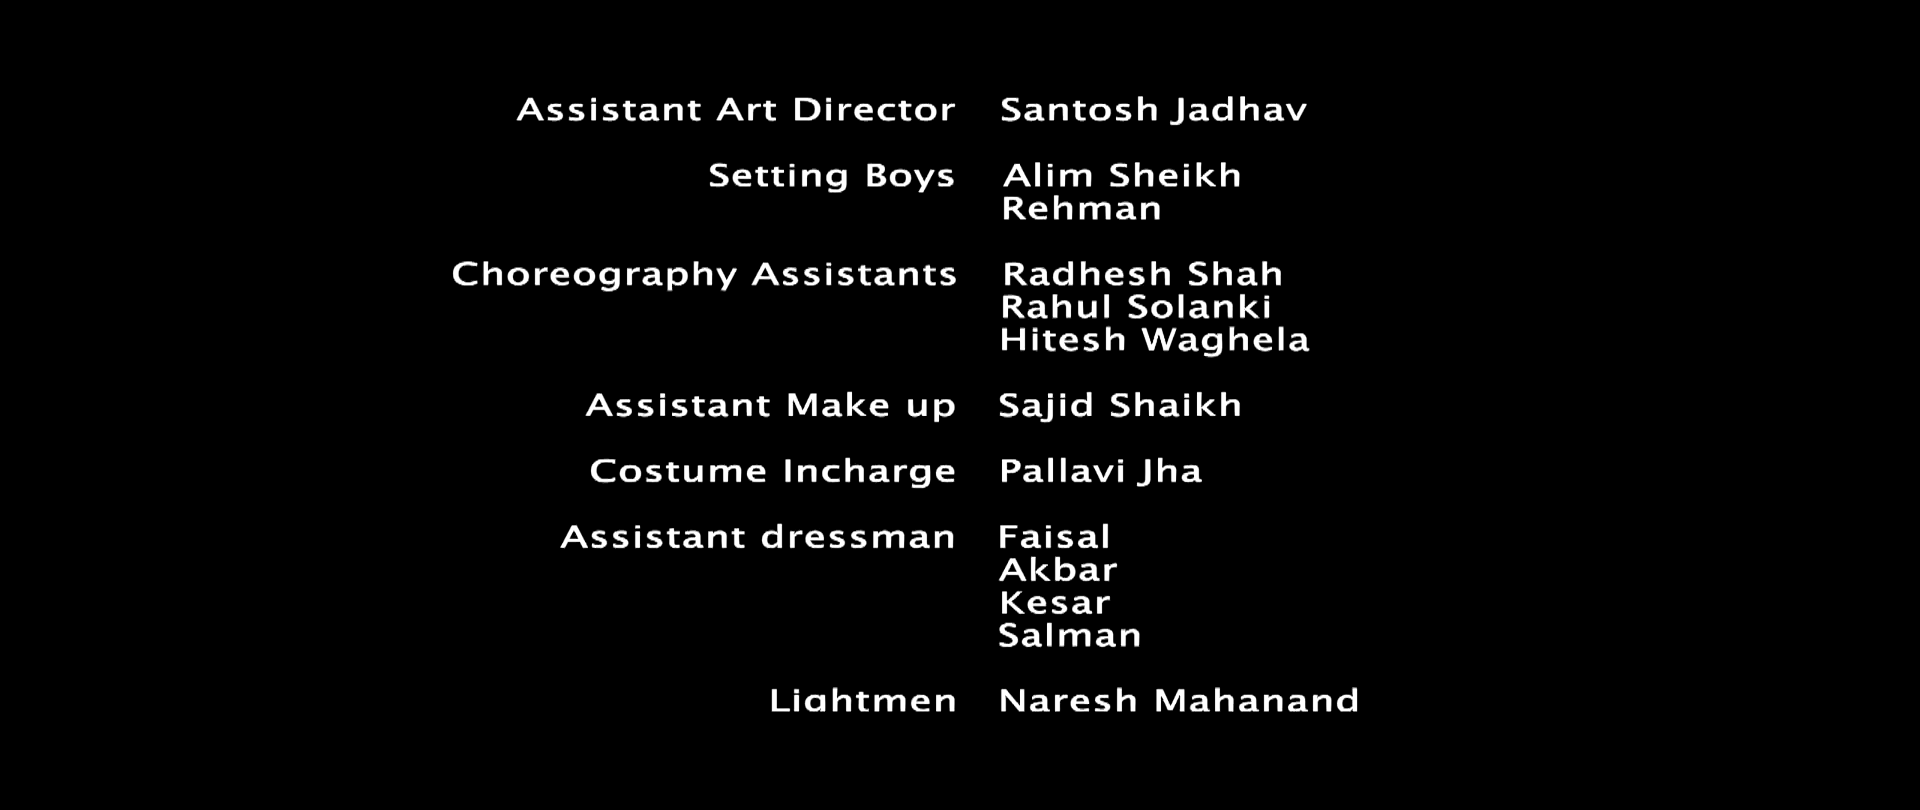 Assistant Art Director Santosh Jadhav
Setting Boys Alim Sheikh
Rehman
Choreography Assistants Radhesh Shah
Rahul Solanki
Hitesh Waghela
Assistant Make up Sajid Shaikh
Costume Incharge Pallavi Jha
Assistant dressman Faisal
Akbar
Kesar
Salman
Lightmen Naresh Mahanand